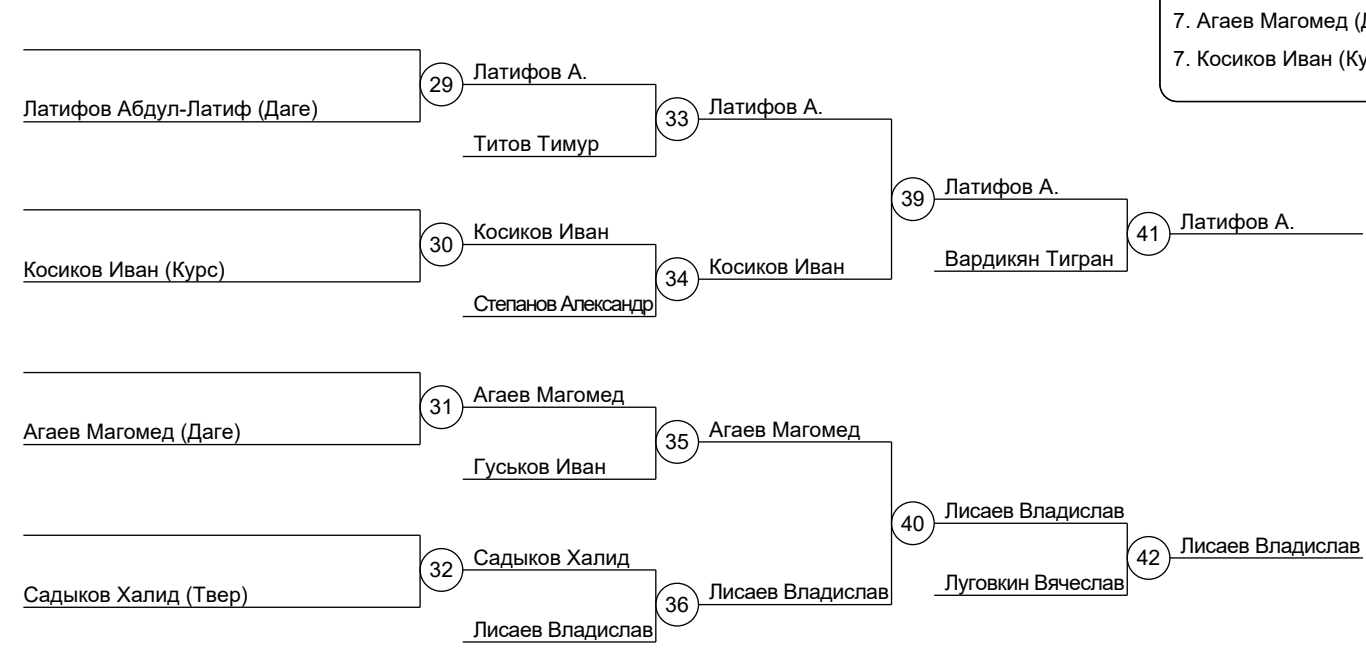 7. Агаев Магомед
7. Косиков Иван
29
Латифов А.
Латифов Абдул-Латиф (Даге)
33
Латифов А.
Титов Тимур
39
Латифов А.
30
Косиков Иван
41
Латифов А.
Косиков Иван (Курс)
34
Косиков Иван
Вардикян Тигран
Степанов Александр
31
Агаев Магомед
Агаев Магомед (Даге)
35
Агаев Магомед
Гуськов Иван
40
Лисаев Владислав
32
Садыков Халид
42
Лисаев Владислав
Садыков Халид (Твер)
36
Лисаев Владислав
Луговкин Вячеслав
Лисаев Владислав